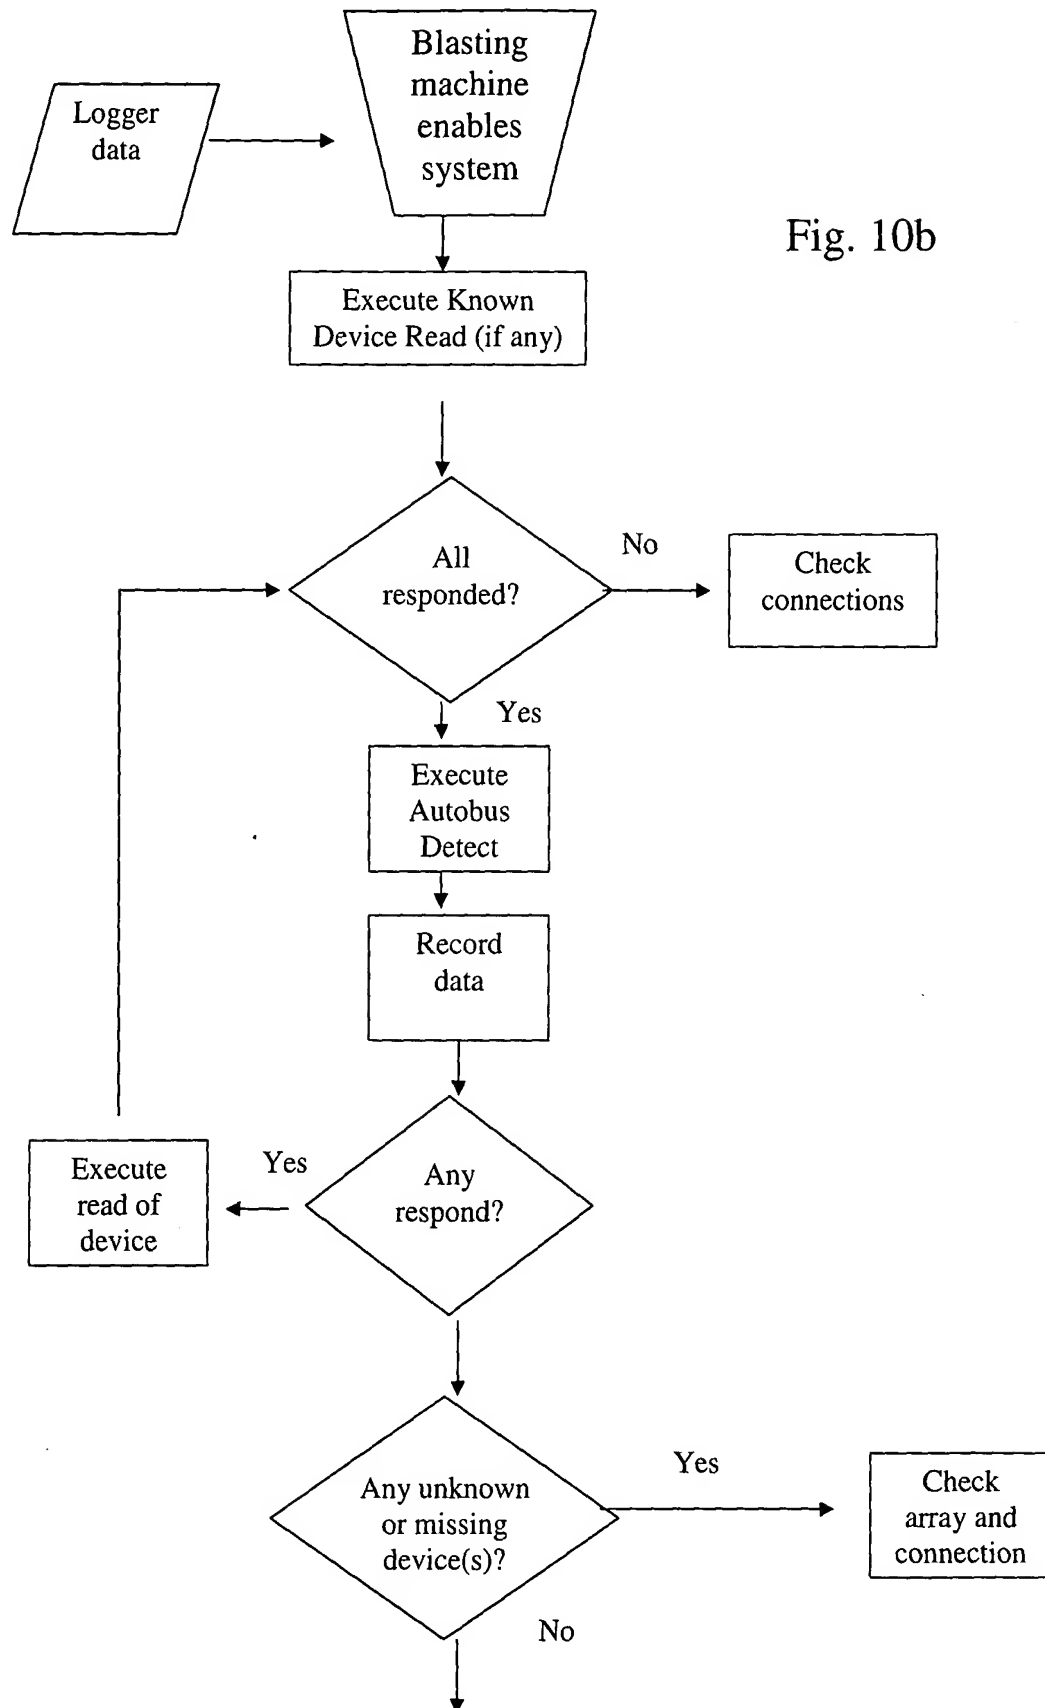 Blasting
machine
enables
system
Logger
data
Fig. 10b
Execute Known
Device Read (if any)
All
responded?
No
Check
connections
Yes
Execute
Autobus
Detect
Record
data
Any
respond?
Yes
Execute
read of
device
Any unknown
or missing
device(s)?
Yes
Check
array and
connection
No